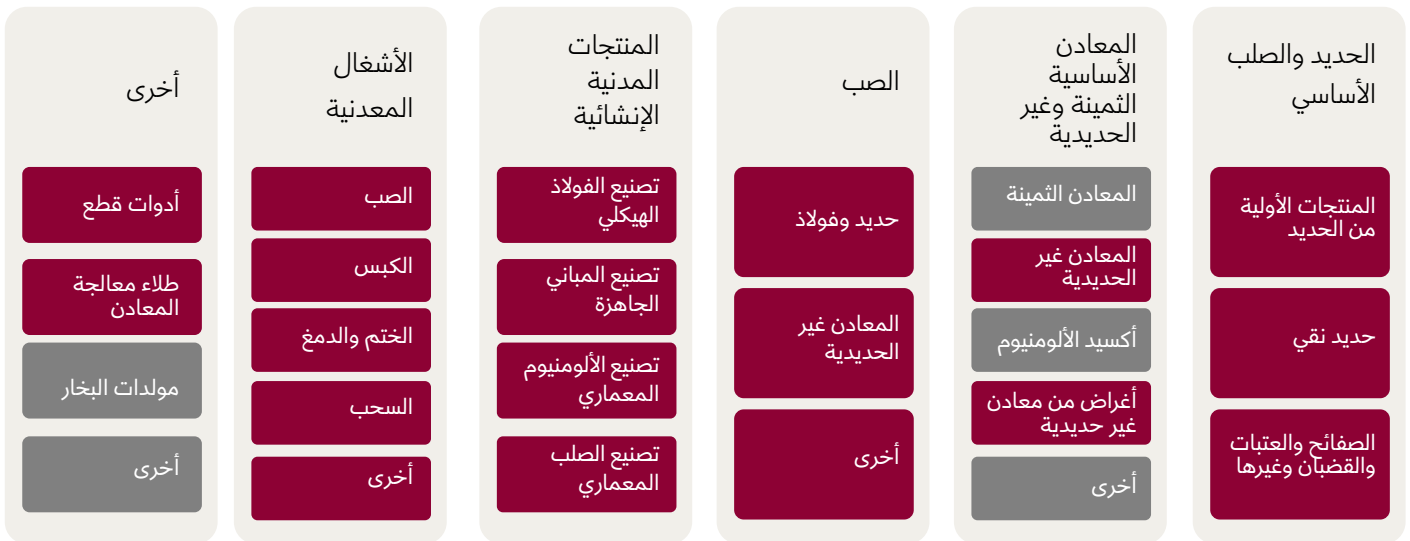 الحديد والصلب
الأساسي
المنتجات الأولية
من الحديد
حديد نقي
الصفائح والعتبات
والقضبان وغيرها
المعادن
الأساسية
الثمينة وغير
الحديدية
المعادن الثمينة
المعادن غير
الحديدية
أكسيد الألومنيوم
أغراض من معادن
غير حديدية
أخرى
الصب
حديد وفولاذ
المعادن غير
الحديدية
أخرى
المنتجات
المدنية
الإنشائية
تصنيع الفولاذ
الهيكلي
تصنيع المباني
الجاهزة
تصنيع الألومنيوم
المعماري
تصنيع الصلب
المعماري
الأشغال
المعدنية
الصب
الكبس
الختم والدمغ
السحب
أخرى
أخرى
أدوات قطع
طلاء معالجة
المعادن
مولدات البخار
أخرى